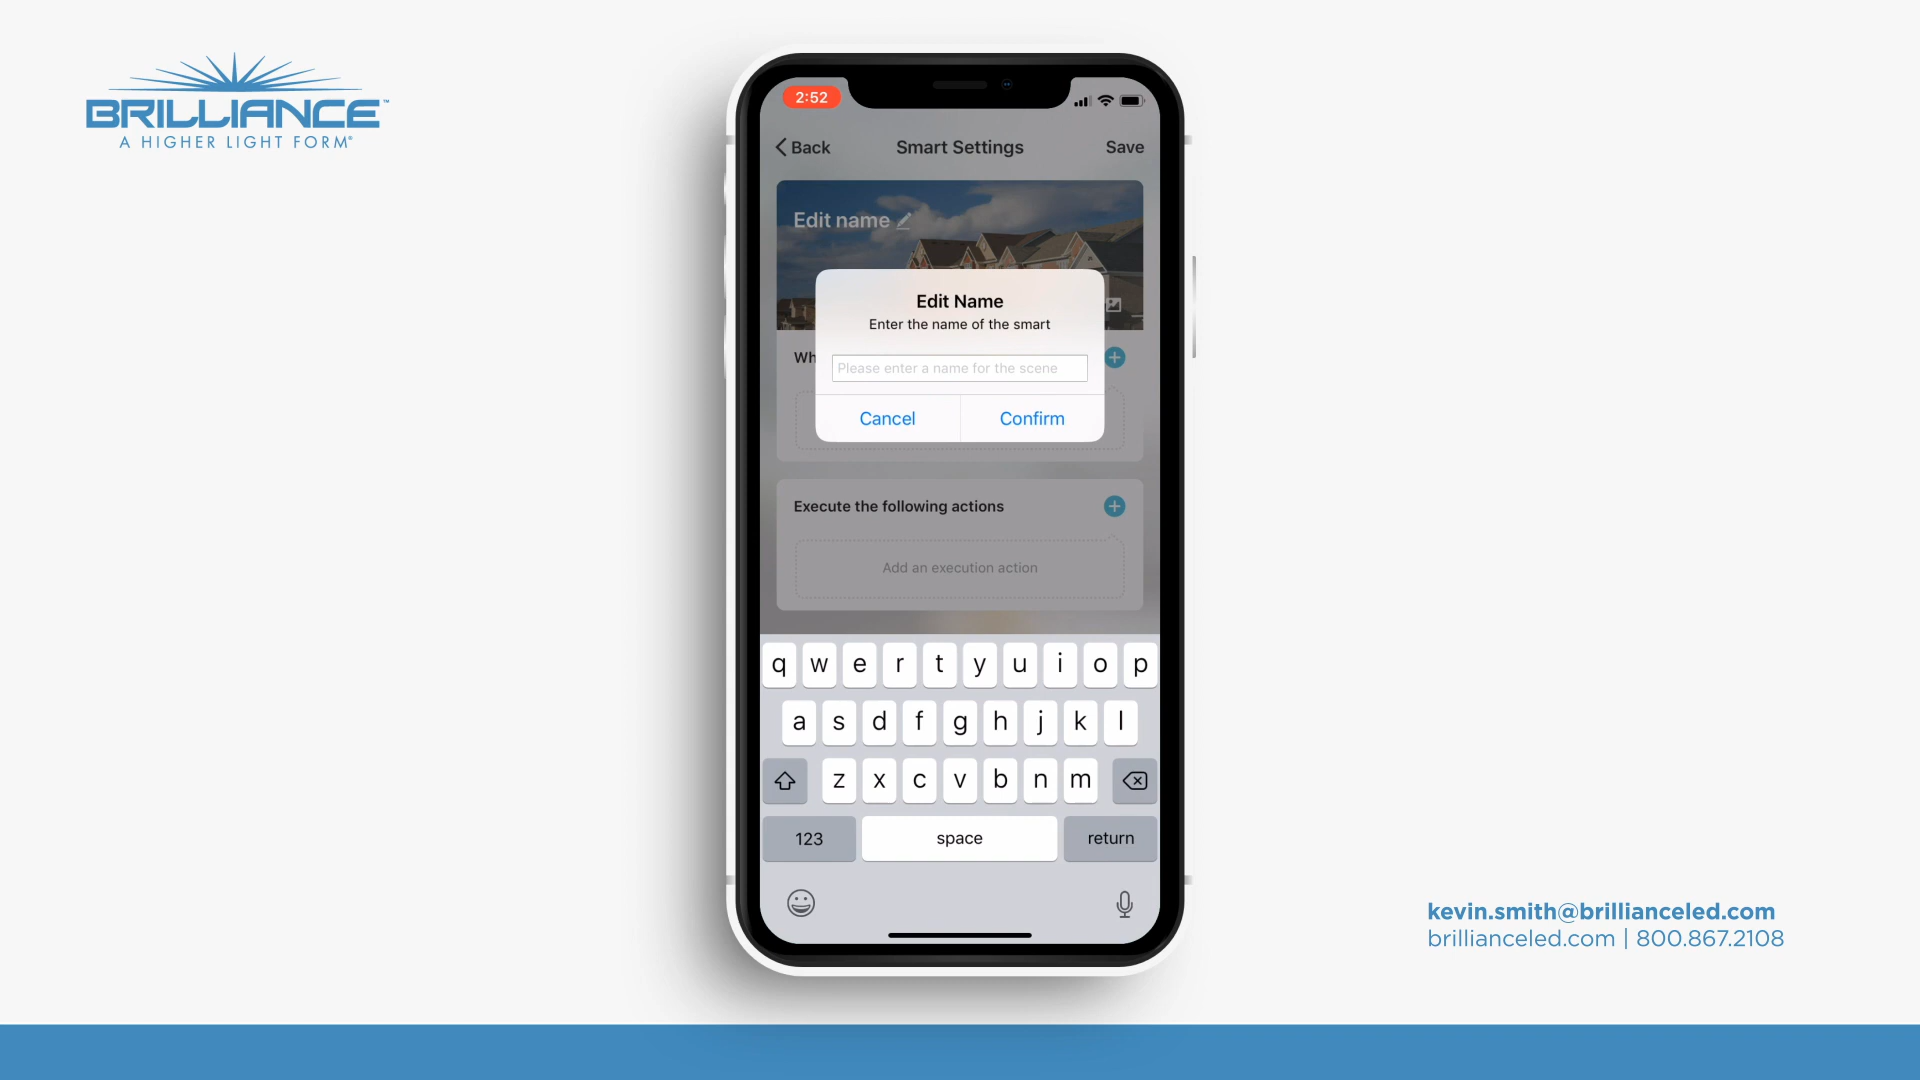 BRILLIANCE™
A HIGHER LIGHT FORM®
2:52
Back
Smart Settings
Save
Edit name
Edit Name
Enter the name of the smart
Please enter a name for the scene
Cancel
Confirm
Execute the following actions
Add an execution action
q w e r t y u i o p
a s d f g h j k l
z x c v b n m
123
space
return
kevin.smith@brillianceled.com
brillianceled.com | 800.867.2108